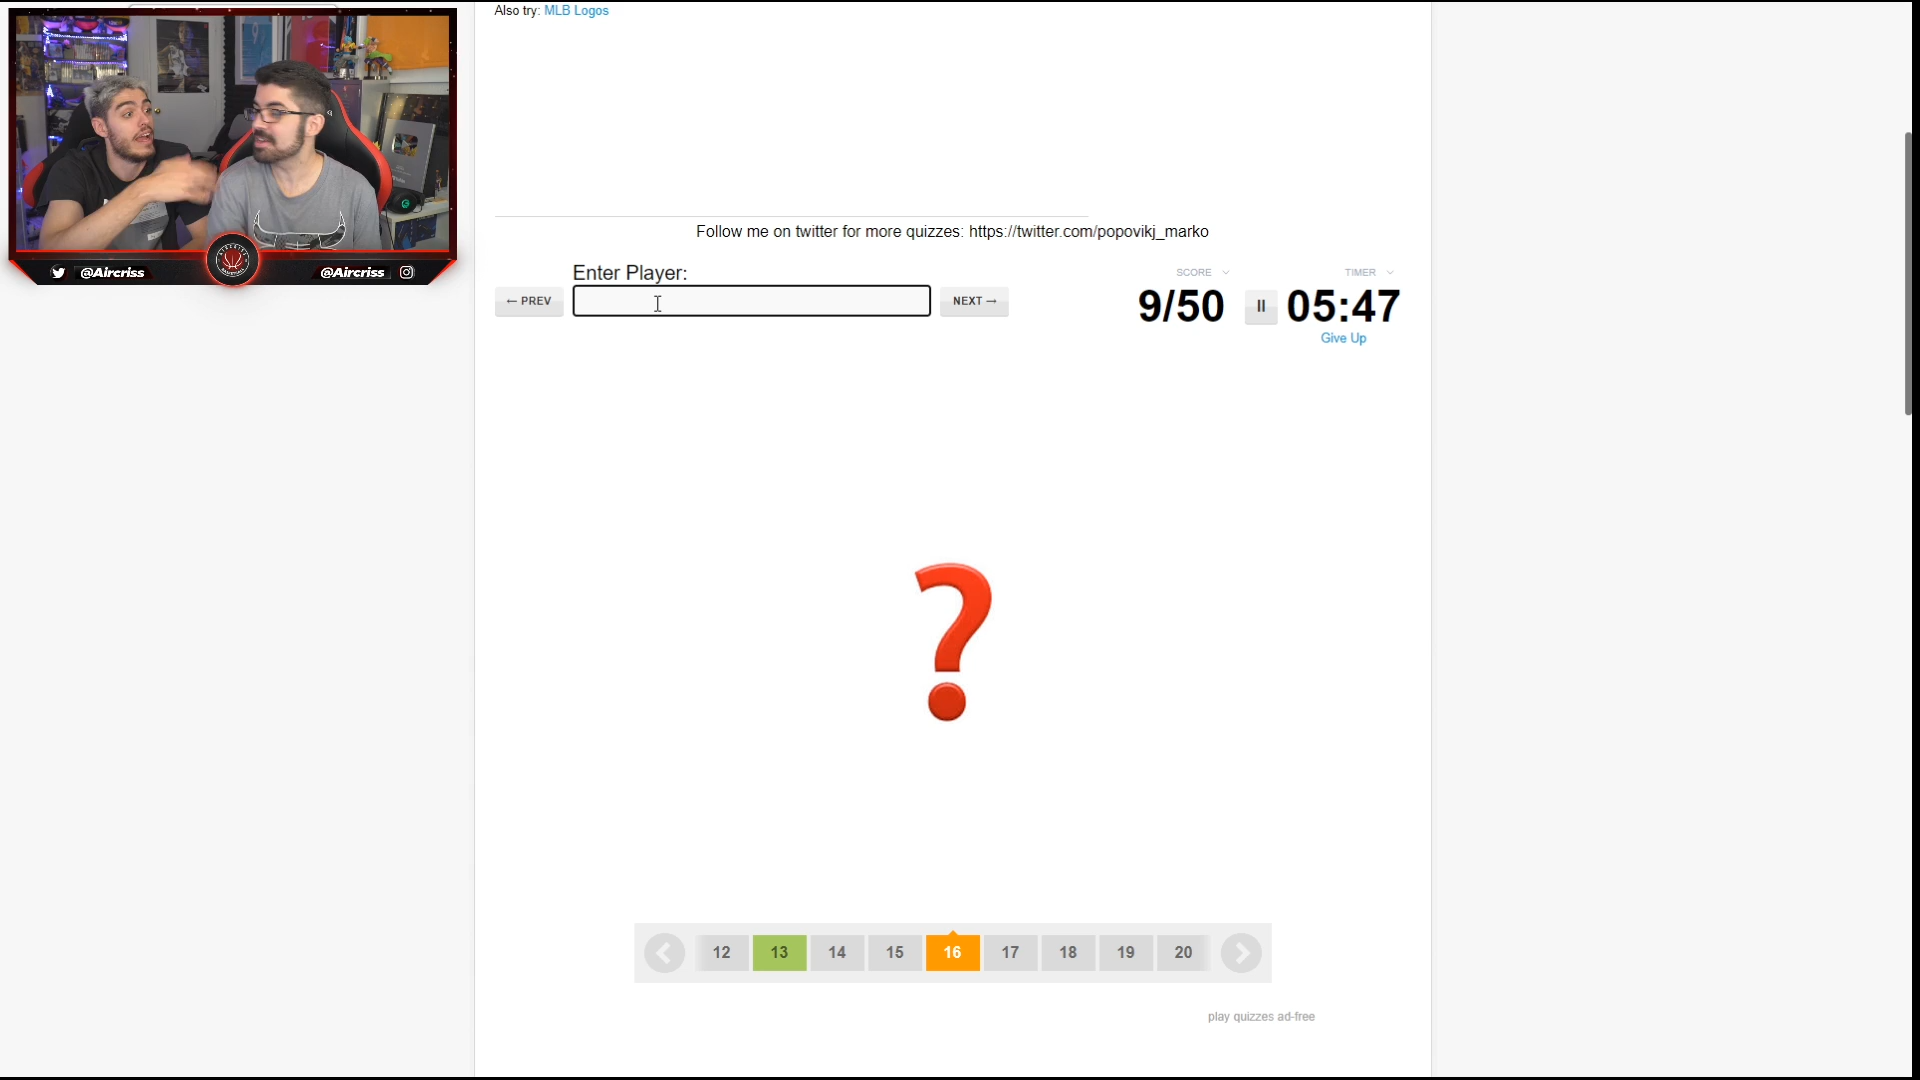 Also try: MLB Logos
Follow me on twitter for more quizzes: https://twitter.com/popovikj_marko
Enter Player:
SCORE
TIMER
← PREV
NEXT →
9/50
05:47
Give Up
@Aircriss
@Aircriss
12 13 14 15 16 17 18 19 20
play quizzes ad-free